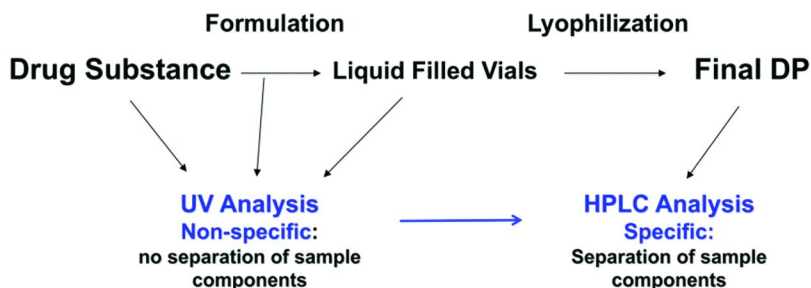 Formulation Lyophilization
Drug Substance Liquid Filled Vials Final DP
UV Analysis HPLC Analysis
Non-specific: Specific:
no separation of sample Separation of sample
components components